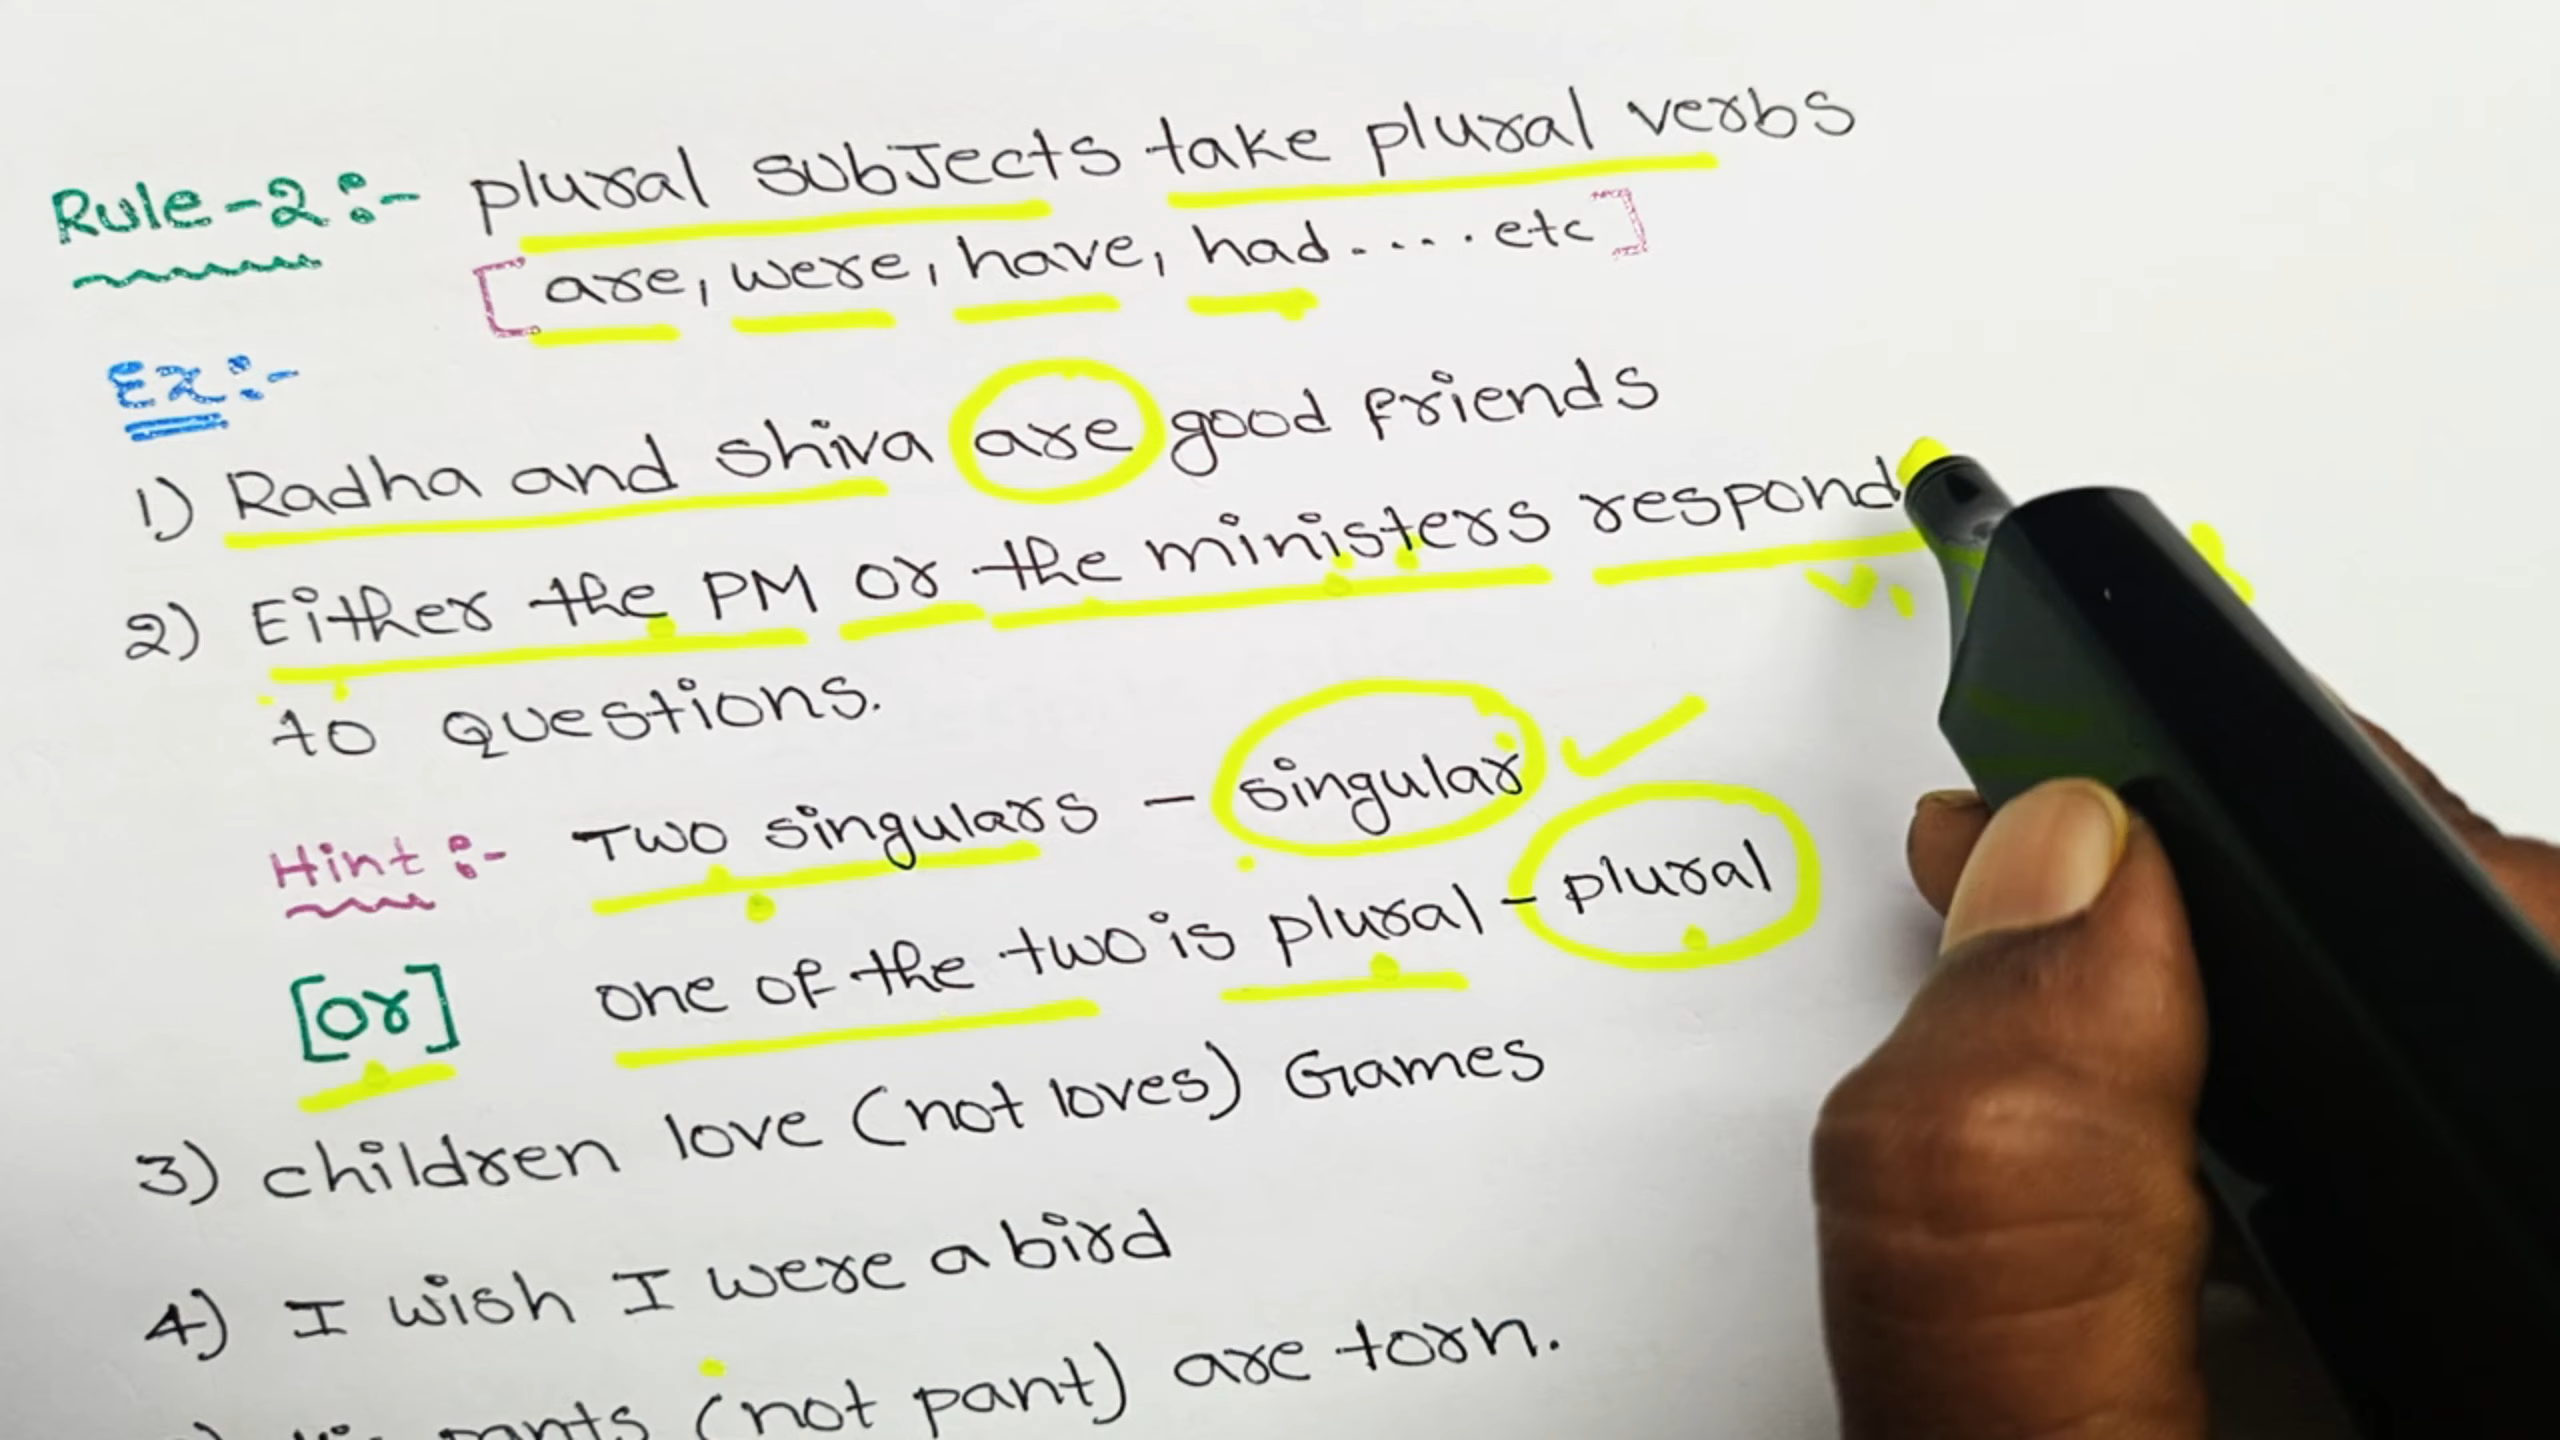 Rule-2:- plural subjects take plural verbs
[are, were, have, had.... etc]
Ex:-
1) Radha and shiva are good friends
2) Either the PM or the ministers respond
to questions.
Hint:- Two singulars - singular
[or] one of the two is plural - plural
3) children love (not loves) Games
4) I wish I were a bird
pants (not pant) are torn.